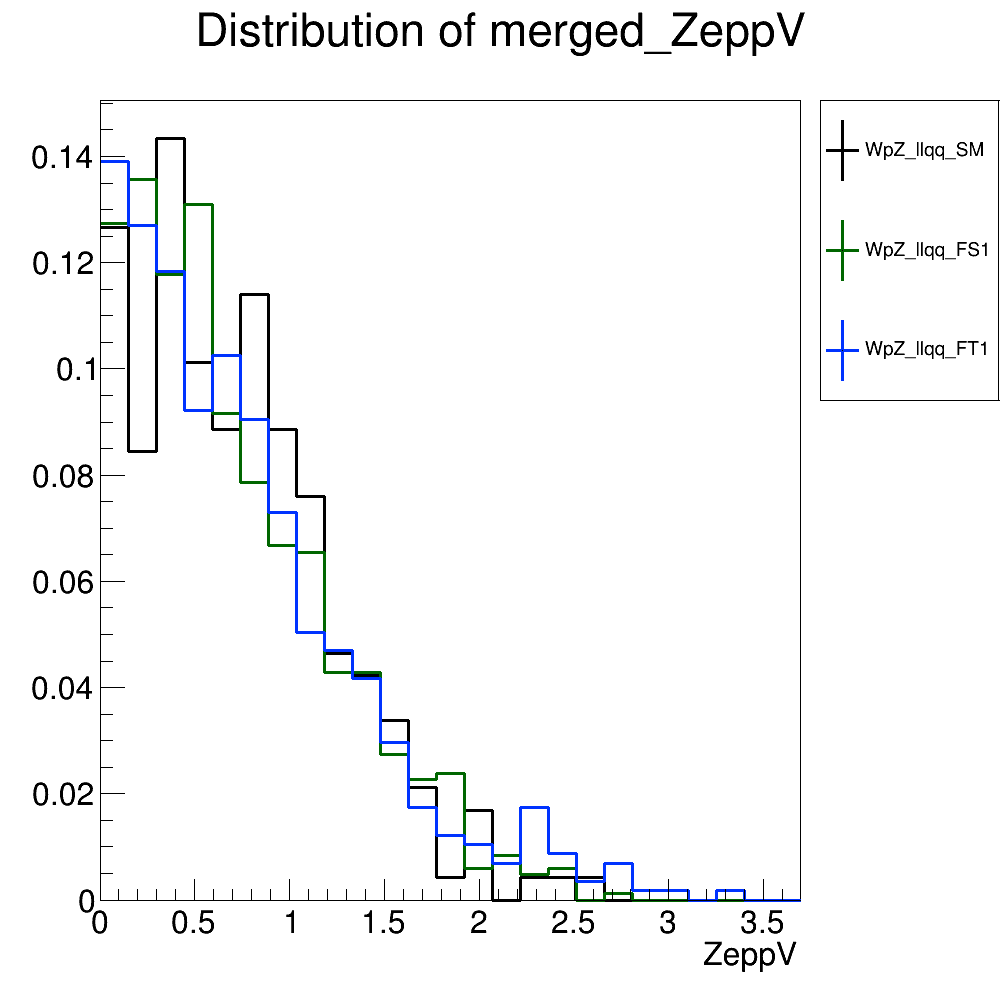 Distribution of merged_ZeppV
0.14
0.12
0.1
0.08
0.06
0.04
0.02
0
0 0.5 1 1.5 2 2.5 3 3.5
ZeppV
WpZ_llqq_SM
WpZ_llqq_FS1
WpZ_llqq_FT1